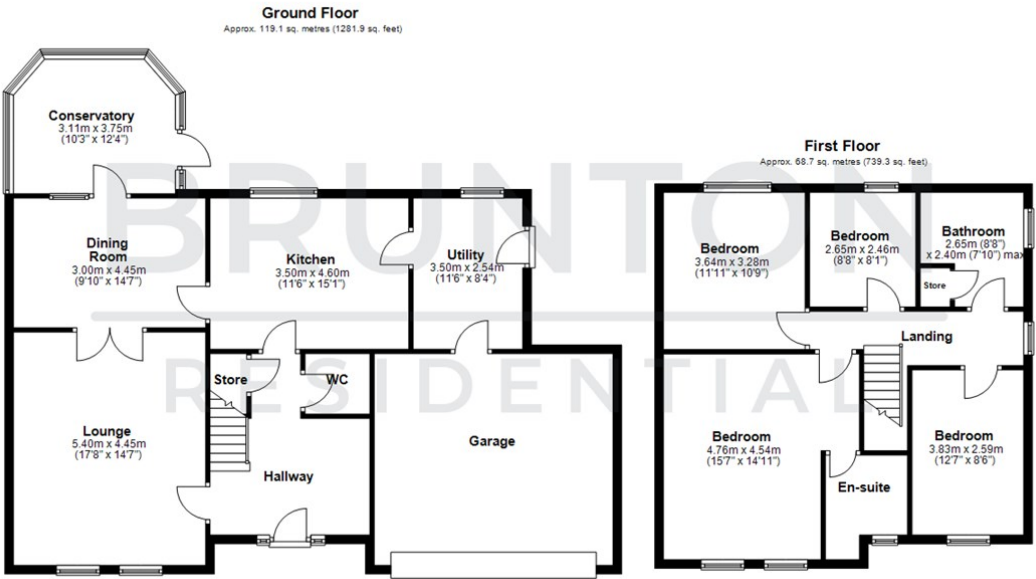 Ground Floor
Approx. 119.1 sq. metres (1281.9 sq. feet)
Conservatory
3.11m x 3.75m
(10'3" x 12'4")
Dining
Room
3.00m x 4.45m
(9'10" x 14'7")
Kitchen
3.50m x 4.60m
(11'6" x 15'1")
Utility
3.50m x 2.54m
(11'6" x 8'4")
Store
WC
Lounge
5.40m x 4.45m
(17'8" x 14'7")
Hallway
Garage
First Floor
Approx. 68.7 sq. metres (739.3 sq. feet)
Bedroom
3.64m x 3.28m
(11'11" x 10'9")
Bedroom
2.65m x 2.46m
(8'8" x 8'1")
Bathroom
2.65m (8'8")
x 2.40m (7'10") max
Store
Landing
Bedroom
4.76m x 4.54m
(15'7" x 14'11")
En-suite
Bedroom
3.83m x 2.59m
(12'7" x 8'6")
BRUNTON
RESIDENTIAL